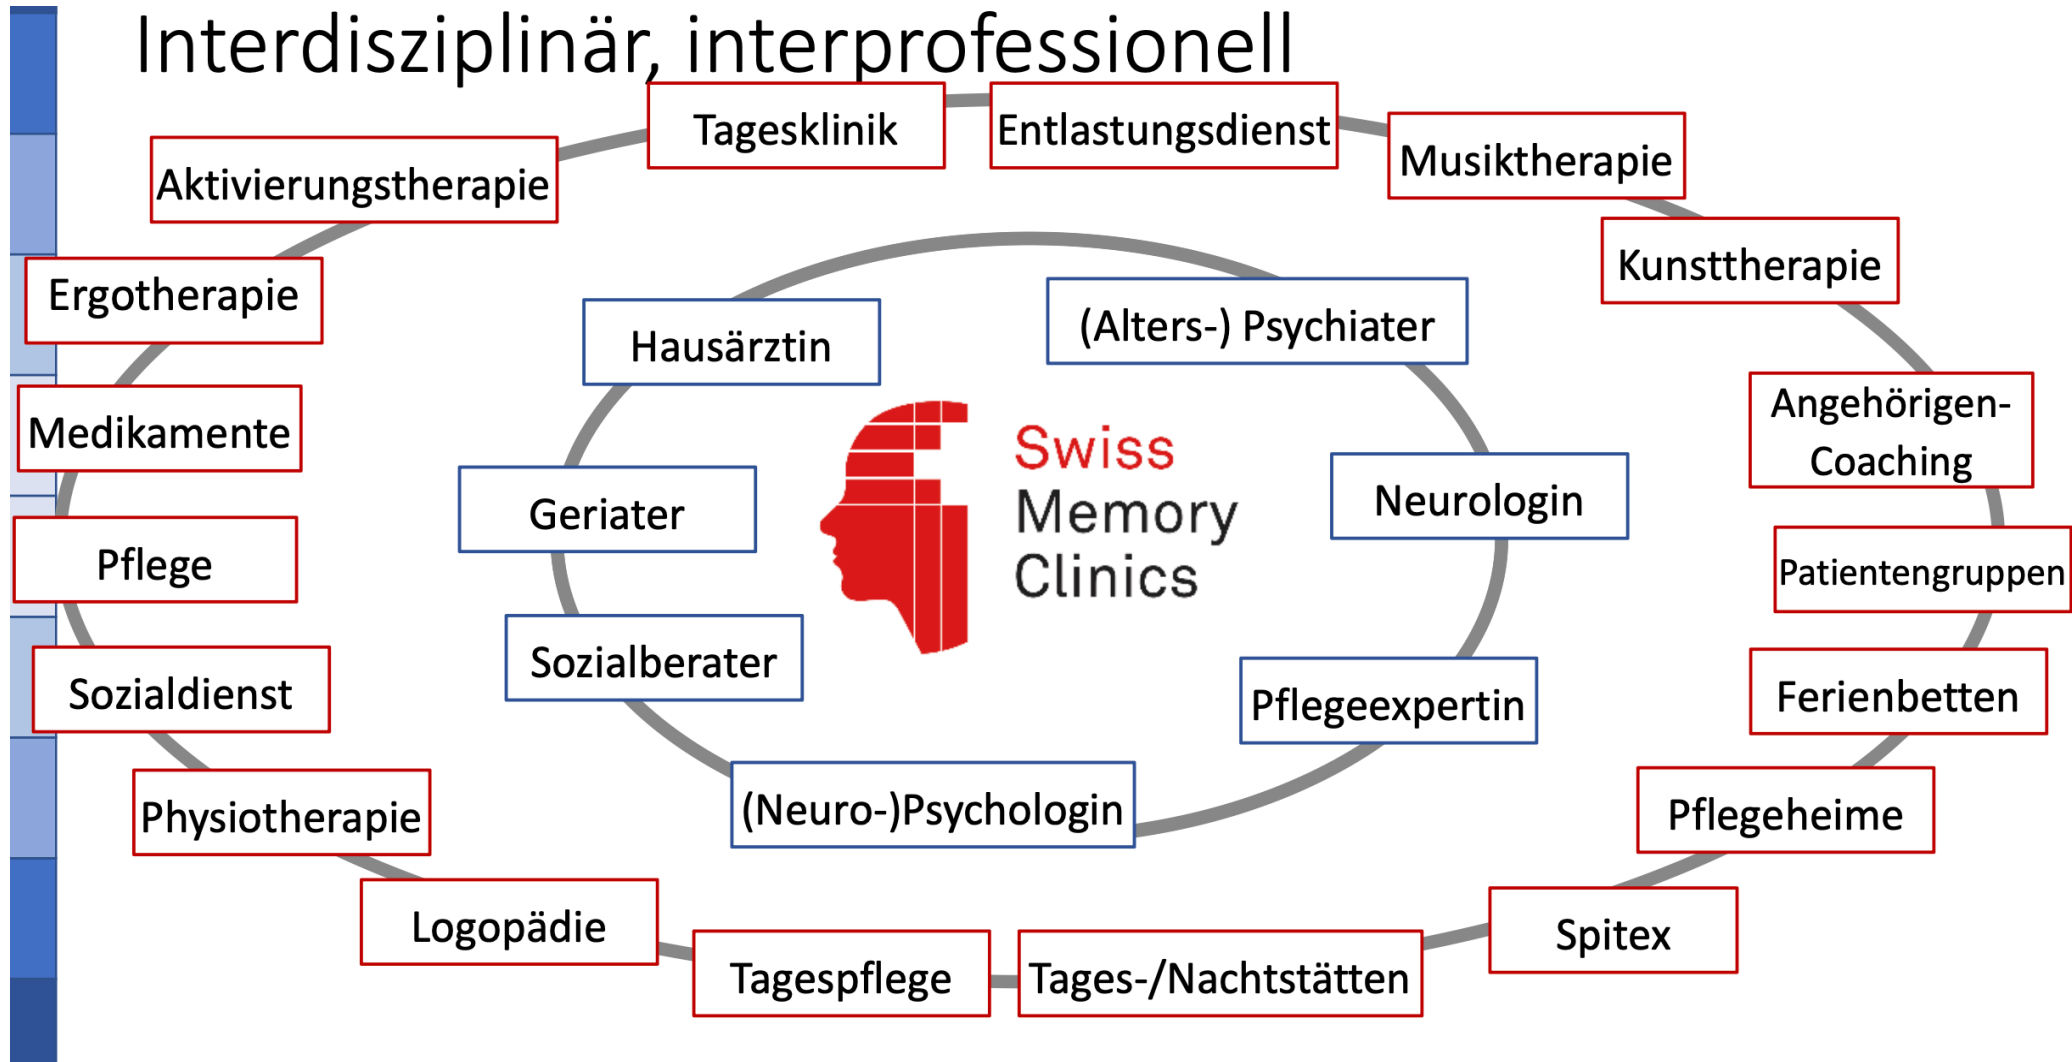 Interdisziplinär, interprofessionell
Tagesklinik
Entlastungsdienst
Musiktherapie
Aktivierungstherapie
Kunsttherapie
Ergotherapie
Hausärztin
(Alters-) Psychiater
Medikamente
Angehörigen-
Coaching
Geriater
Swiss
Memory
Clinics
Neurologin
Pflege
Patientengruppen
Sozialberater
Sozialdienst
Pflegeexpertin
Ferienbetten
Physiotherapie
(Neuro-)Psychologin
Pflegeheime
Logopädie
Spitex
Tagespflege
Tages-/Nachtstätten